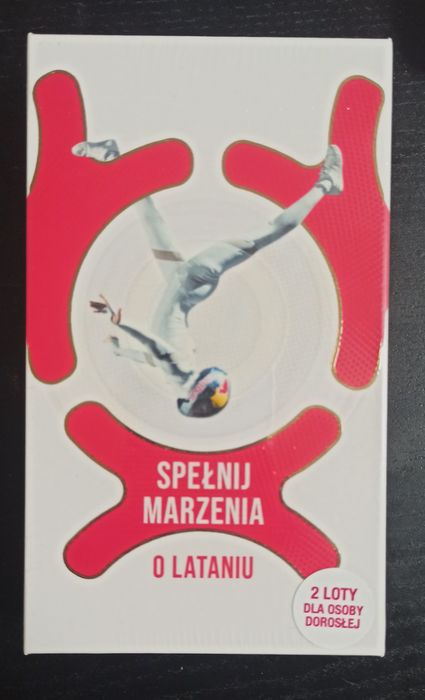 SPEŁNIJ
MARZENIA
O LATANIU
2 LOTY
DLA OSOBY
DOROSŁEJ